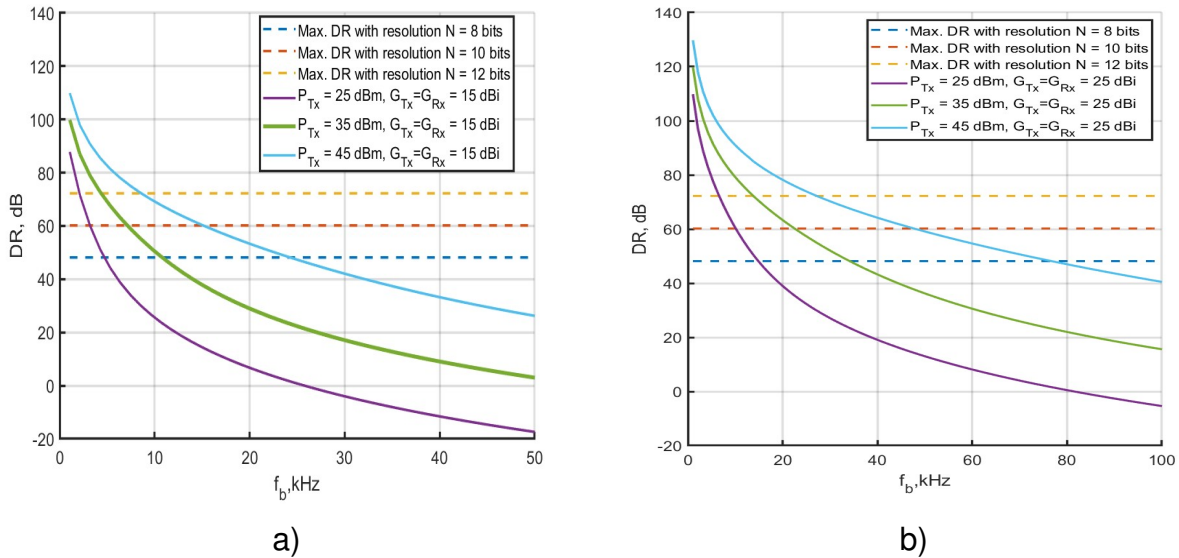 140
120
100
80
60
40
20
0
-20
DR, dB
Max. DR with resolution N = 8 bits
Max. DR with resolution N = 10 bits
Max. DR with resolution N = 12 bits
P_Tx = 25 dBm, G_Tx=G_Rx = 15 dBi
P_Tx = 35 dBm, G_Tx=G_Rx = 15 dBi
P_Tx = 45 dBm, G_Tx=G_Rx = 15 dBi
0 10 20 30 40 50
f_b,kHz
a)
140
120
100
80
60
40
20
0
-20
DR, dB
Max. DR with resolution N = 8 bits
Max. DR with resolution N = 10 bits
Max. DR with resolution N = 12 bits
P_Tx = 25 dBm, G_Tx=G_Rx = 25 dBi
P_Tx = 35 dBm, G_Tx=G_Rx = 25 dBi
P_Tx = 45 dBm, G_Tx=G_Rx = 25 dBi
0 20 40 60 80 100
f_b,kHz
b)